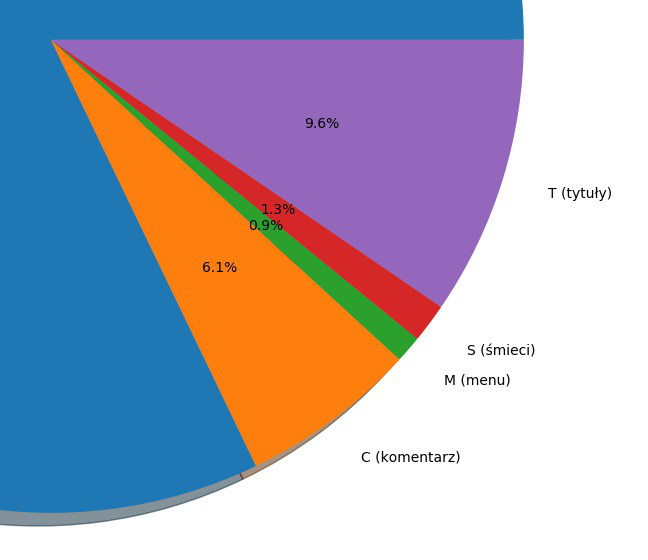 9.6%
T (tytuły)
1.3%
0.9%
6.1%
S (śmieci)
M (menu)
C (komentarz)